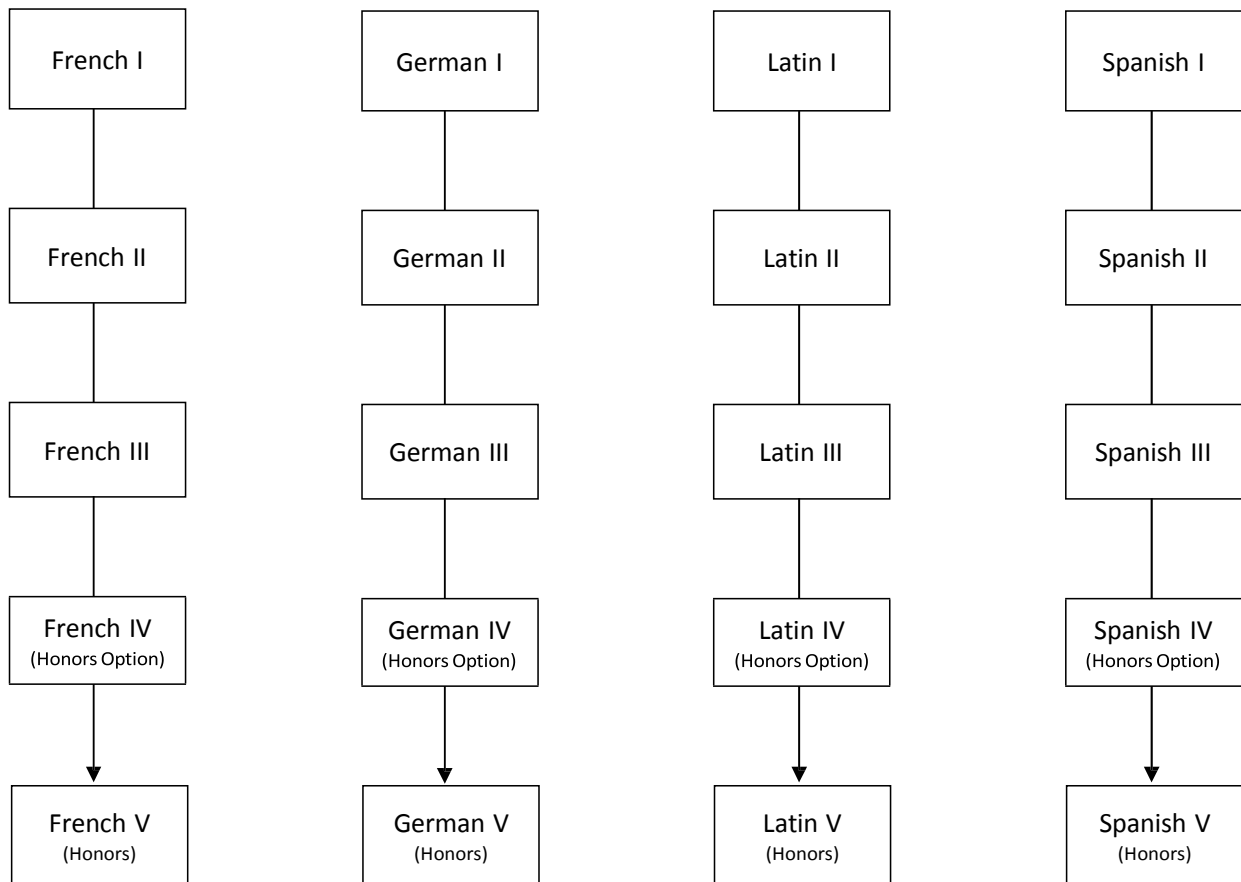 French I
German I
Latin I
Spanish I
French II
German II
Latin II
Spanish II
French III
German III
Latin III
Spanish III
French IV
(Honors Option)
German IV
(Honors Option)
Latin IV
(Honors Option)
Spanish IV
(Honors Option)
French V
(Honors)
German V
(Honors)
Latin V
(Honors)
Spanish V
(Honors)